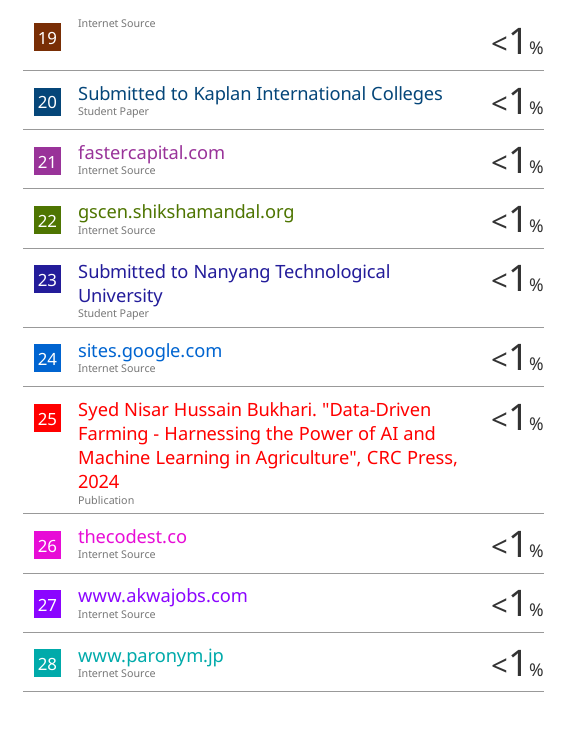 Internet Source
19
<1%
20
Submitted to Kaplan International Colleges
Student Paper
<1%
21
fastercapital.com
Internet Source
<1%
22
gscen.shikshamandal.org
Internet Source
<1%
23
Submitted to Nanyang Technological
University
Student Paper
<1%
24
sites.google.com
Internet Source
<1%
25
Syed Nisar Hussain Bukhari. "Data-Driven
Farming - Harnessing the Power of AI and
Machine Learning in Agriculture", CRC Press,
2024
Publication
<1%
26
thecodest.co
Internet Source
<1%
27
www.akwajobs.com
Internet Source
<1%
28
www.paronym.jp
Internet Source
<1%